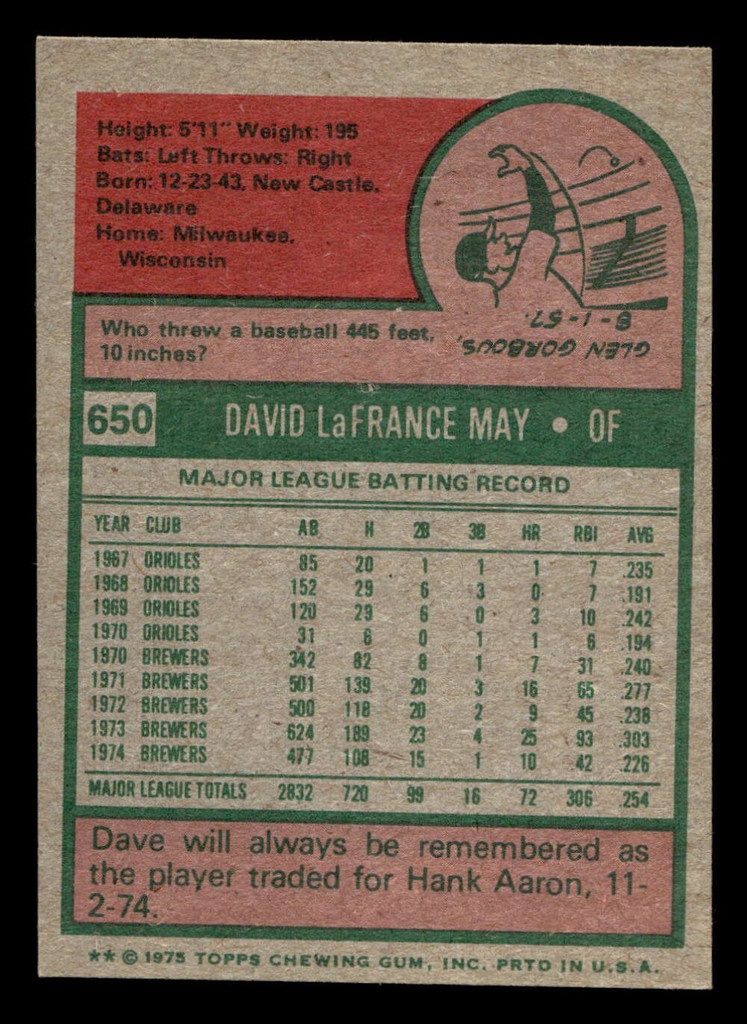 Height: 5'11" Weight: 195
Bats: Left Throws: Right
Born: 12-23-43, New Castle,
Delaware
Home: Milwaukee,
Wisconsin
Who threw a baseball 445 feet,
10 inches?
GLEN GORBOUS,
8-1-57.
650 DAVID LaFRANCE MAY • OF
MAJOR LEAGUE BATTING RECORD
YEAR CLUB AB H 2B 3B HR RBI AVG
1967 ORIOLES 85 20 1 1 1 7 .235
1968 ORIOLES 152 29 6 3 0 7 .191
1969 ORIOLES 120 29 6 0 3 10 .242
1970 ORIOLES 31 6 0 1 1 6 .194
1970 BREWERS 342 82 8 1 7 31 .240
1971 BREWERS 501 139 20 3 16 65 .277
1972 BREWERS 500 118 20 2 9 45 .238
1973 BREWERS 624 189 23 4 25 93 .303
1974 BREWERS 477 108 15 1 10 42 .226
MAJOR LEAGUE TOTALS 2832 720 99 16 72 306 .254
Dave will always be remembered as
the player traded for Hank Aaron, 11-
2-74.
** © 1975 TOPPS CHEWING GUM, INC. PRTD IN U.S.A.